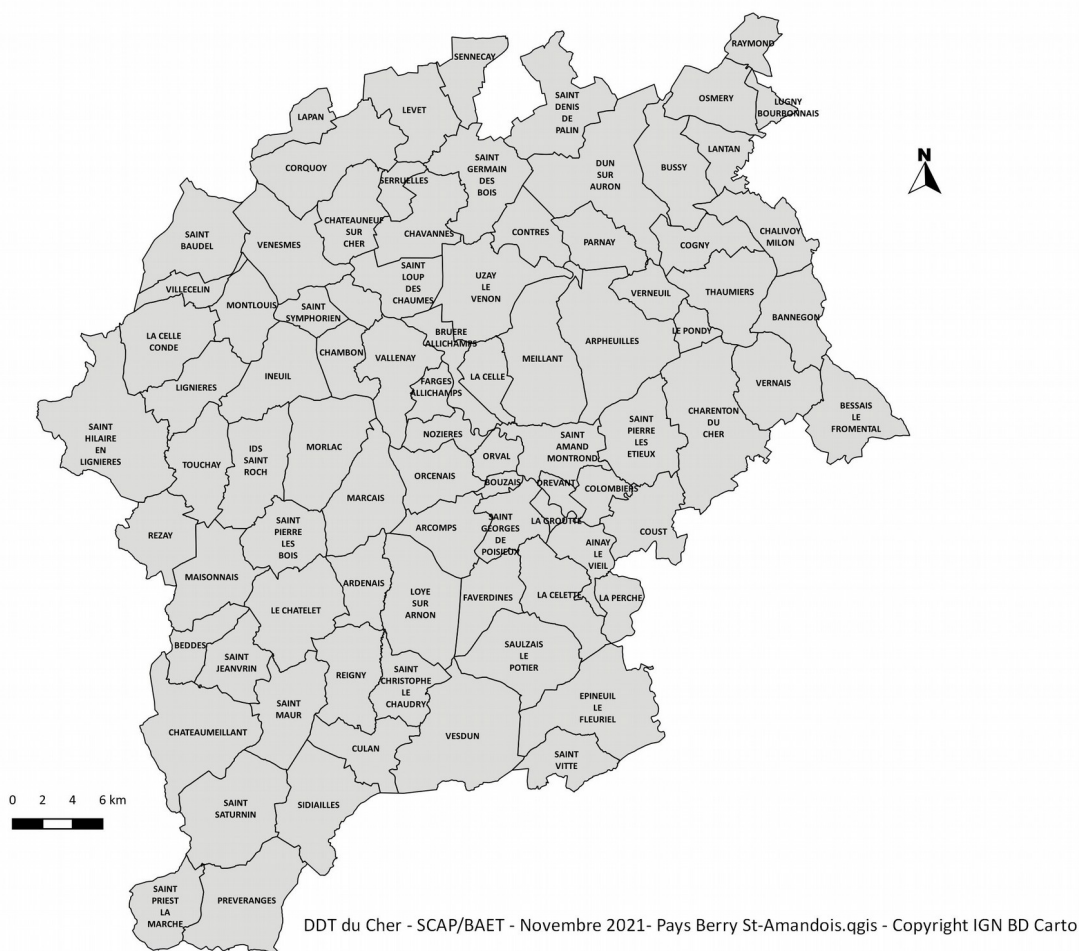 RAYMOND
SENNECAY
OSMERY
LUGNY
BOURBONNAIS
SAINT
DENIS
DE
PALIN
LEVET
LAPAN
LANTAN
N
CORQUOY
SERRUELLES
SAINT
GERMAIN
DES
BOIS
DUN
SUR
AURON
BUSSY
SAINT
BAUDEL
VENESMES
CHATEAUNEUF
SUR
CHER
CHAVANNES
CONTRES
PARNAY
COGNY
CHALIVOY
MILON
VILLECELIN
MONTLOUIS
SAINT
SYMPHORIEN
SAINT
LOUP
DES
CHAUMES
UZAY
LE
VENON
VERNEUIL
THAUMIERS
BANNEGON
LA CELLE
CONDE
CHAMBON
VALLENAY
BRUERE
ALLICHAMPS
MEILLANT
ARPHEUILLES
LE PONDY
LIGNIERES
INEUIL
FARGES
ALLICHAMPS
LA CELLE
VERNAIS
BESSAIS
LE
FROMENTAL
SAINT
HILAIRE
EN
LIGNIERES
TOUCHAY
IDS
SAINT
ROCH
MORLAC
NOZIERES
ORVAL
SAINT
AMAND
MONTROND
SAINT
PIERRE
LES
ETIEUX
CHARENTON
DU
CHER
MARCAIS
ORCENAIS
BOUZAIS
DREVANT
COLOMBIERS
REZAY
SAINT
PIERRE
LES
BOIS
ARCOMPS
SAINT
GEORGES
DE
POISIEUX
LA GROUTTE
AINAY
LE
VIEIL
COUST
MAISONNAIS
LE CHATELET
ARDENAIS
LOYE
SUR
ARNON
FAVERDINES
LA CELETTE
LA PERCHE
BEDDES
SAINT
JEANVRIN
REIGNY
SAINT
CHRISTOPHE
LE
CHAUDRY
SAULZAIS
LE
POTIER
SAINT
MAUR
EPINEUIL
LE
FLEURIEL
CHATEAUMEILLANT
CULAN
VESDUN
SAINT
VITTE
0 2 4 6 km
SAINT
SATURNIN
SIDIAILLES
SAINT
PRIEST
LA
MARCHE
PREVERANGES
DDT du Cher - SCAP/BAET - Novembre 2021- Pays Berry St-Amandois.qgis - Copyright IGN BD Carto